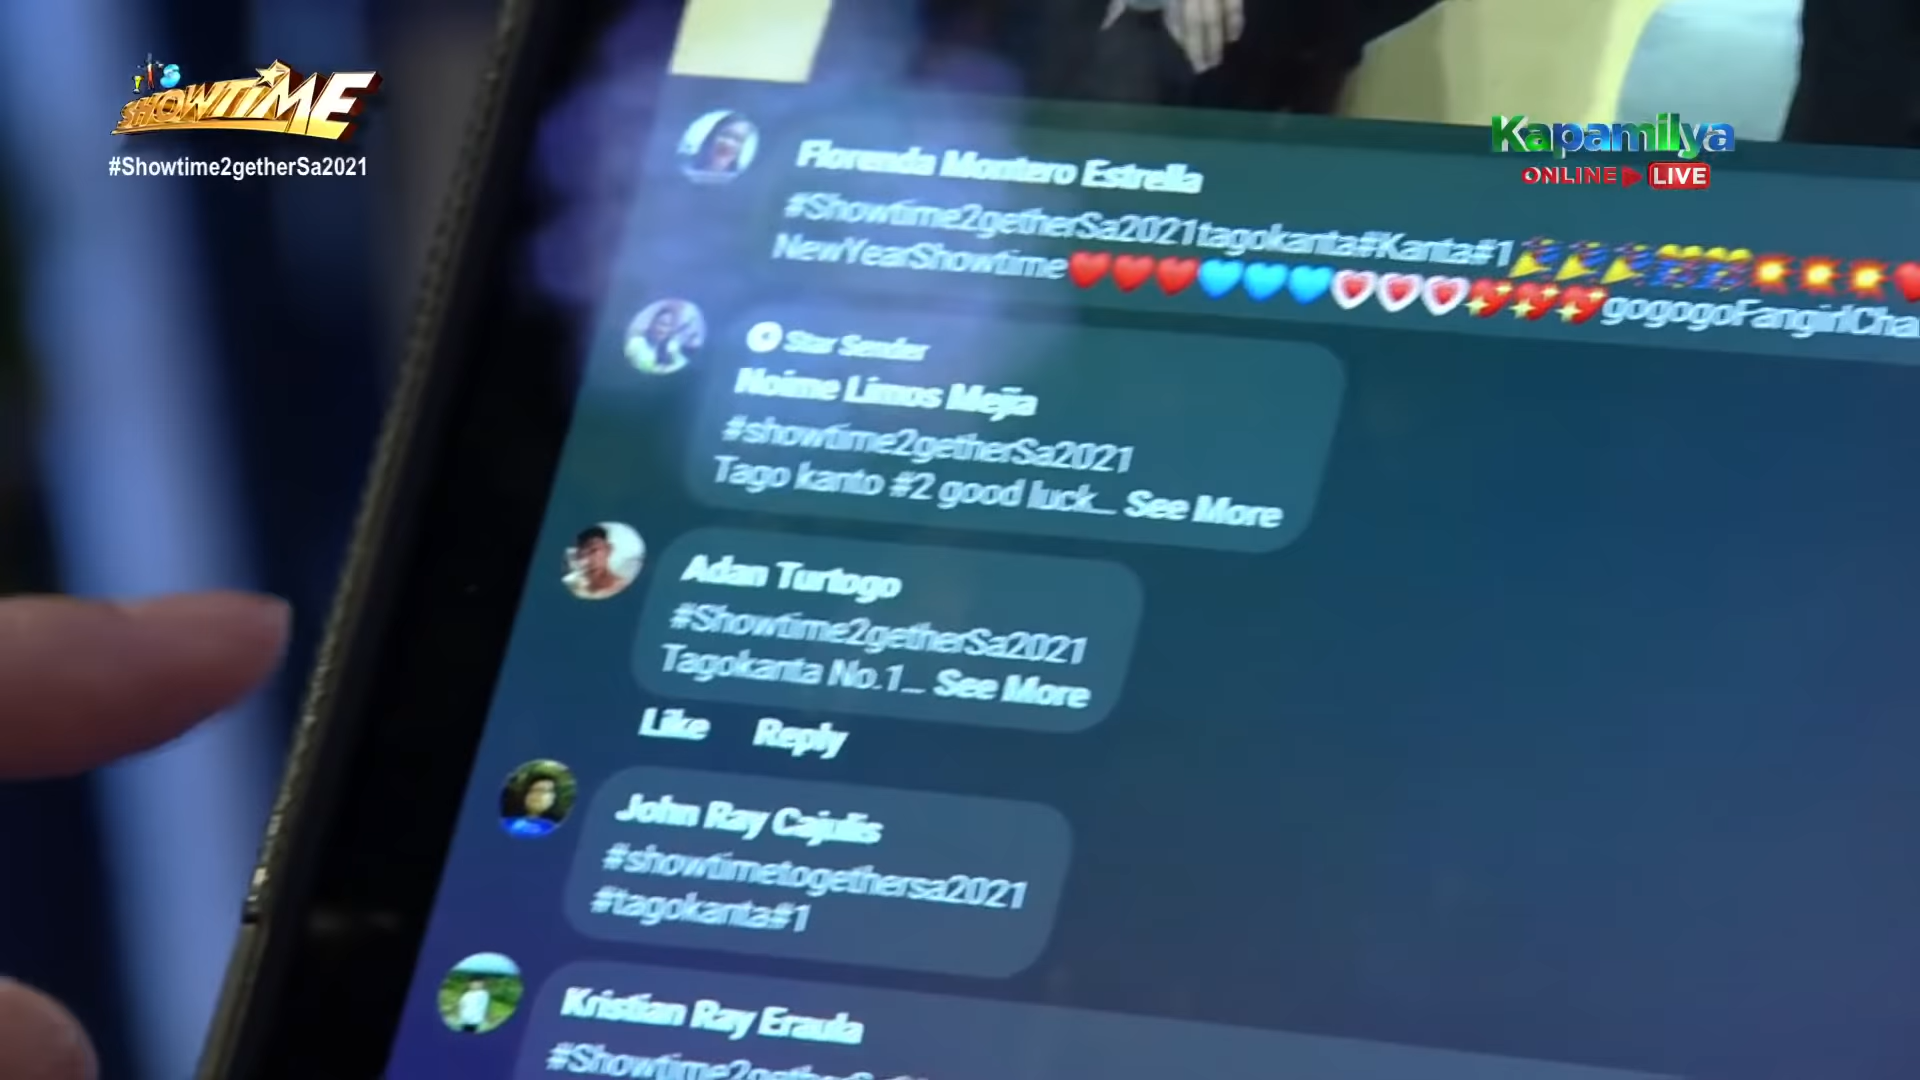 it's SHOWTIME
#Showtime2getherSa2021
Kapamilya
ONLINE LIVE
Florenda Montero Estrella
#Showtime2getherSa2021tagokanta#Kanta#1
NewYearShowtime gogogoFangirlCha
Star Sender
Noime Limos Mejia
#showtime2getherSa2021
Tago kanto #2 good luck... See More
Adan Turtogo
#Showtime2getherSa2021
Tagokanta No.1... See More
Like Reply
John Ray Cajulis
#showtimetogethersa2021
#tagokanta#1
Kristian Ray Eraula
#Showtime2getherSa